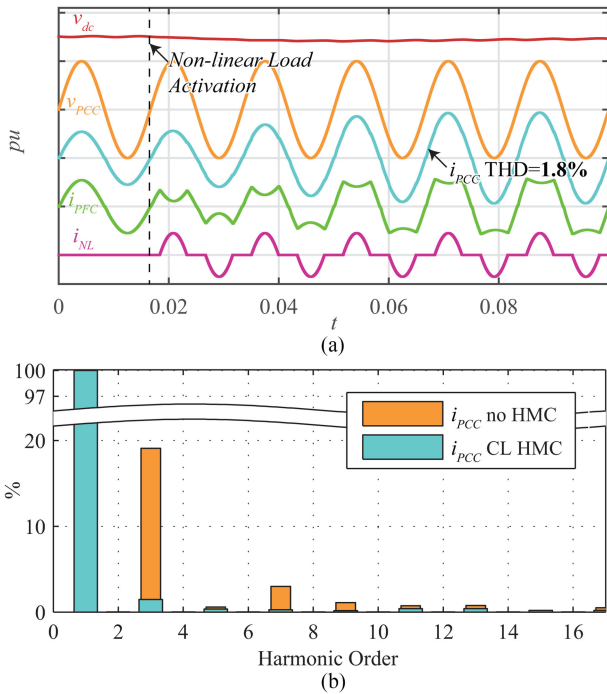 v_dc
Non-linear Load
Activation
v_PCC
pu
i_PCC THD=1.8%
i_PFC
i_NL
0 0.02 0.04 0.06 0.08
t
(a)
100
97
20
10
0
%
i_PCC no HMC
i_PCC CL HMC
0 2 4 6 8 10 12 14 16
Harmonic Order
(b)